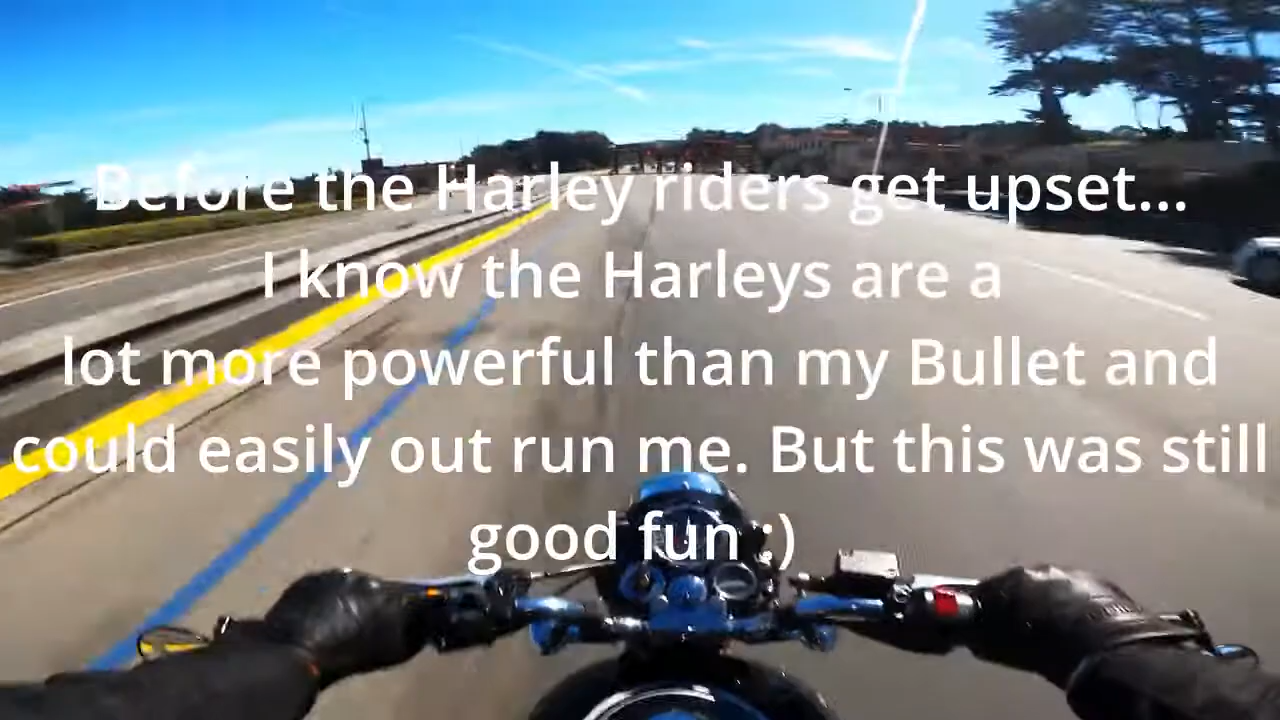 Before the Harley riders get upset...
I know the Harleys are a
lot more powerful than my Bullet and
could easily out run me. But this was still
good fun :)